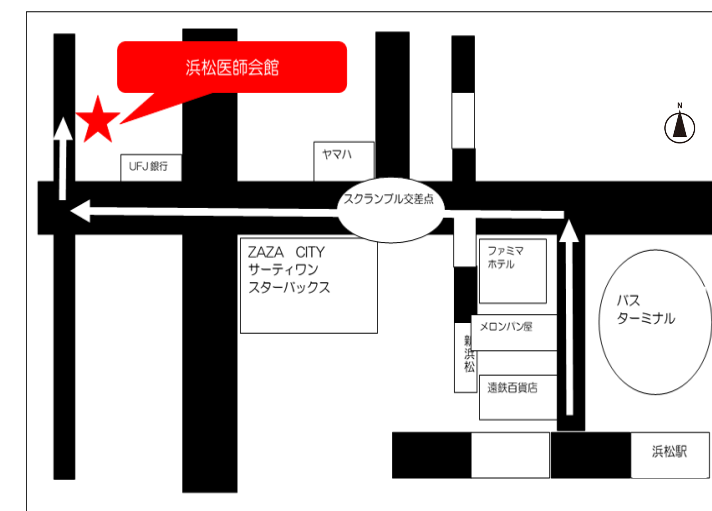 浜松医師会館
N
ヤマハ
UFJ銀行
スクランブル交差点
ZAZA CITY
サーティワン
スターバックス
ファミマ
ホテル
バス
ターミナル
メロンパン屋
新浜松
遠鉄百貨店
浜松駅